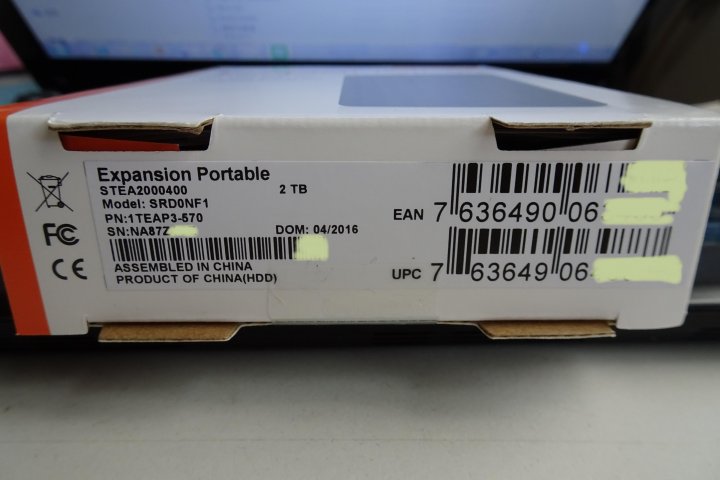 Expansion Portable
STEA2000400 2 TB
Model: SRD0NF1
PN:1TEAP3-570
SN:NA87Z DOM: 04/2016
ASSEMBLED IN CHINA
PRODUCT OF CHINA(HDD)
FC
CE
EAN 7 636490 06
UPC 7 63649 06